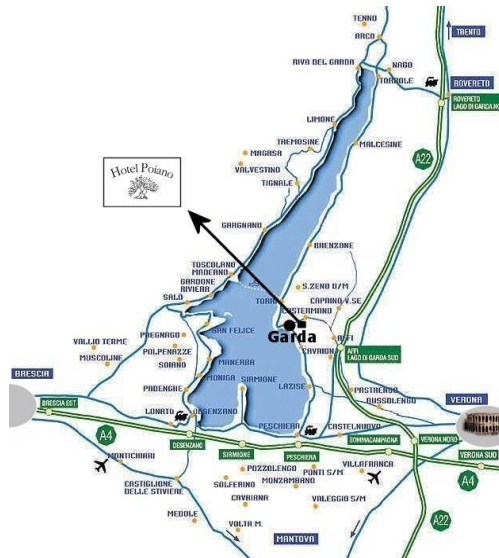 TENNO
ARCO
TRENTO
RIVA DEL GARDA
NAGO
TORBOLE
ROVERETO
ROVERETO
LAGO DI GARDA NO
LIMONE
TREMOSINE
MALCESINE
MAGASA
VALVESTINO
A22
TIGNALE
Hotel Poiano
GARGNANO
BRENZONE
TOSCOLANO
MADERNO
GARDONE
RIVIERA
S.ZENO D/M
SALÒ
TORRI
CAPRINO V.SE
COSTERMANO
SAN FELICE
Garda
AFFI
PUEGNAGO
CAVAION
AFFI
LAGO DI GARDA SUD
VALLIO TERME
POLPENAZZE
MUSCOLINE
SOIANO
MANERBA
MONIGA
SIRMIONE
BRESCIA
PADENGHE
LAZISE
PASTRENGO
BUSSOLENGO
VERONA
BRESCIA EST
LONATO
DESENZANO
PESCHIERA
CASTELNUOVO
A4
DESENZANO
SIRMIONE
PESCHIERA
SOMMACAMPAGNA
VERONA NORD
VERONA SUD
MONTICHIARI
POZZOLENGO
PONTI S/M
VILLAFRANCA
A4
CASTIGLIONE
DELLE STIVIERE
SOLFERINO
MONZAMBANO
CAVRIANA
VALEGGIO S/M
MEDOLE
VOLTA M.
A22
MANTOVA